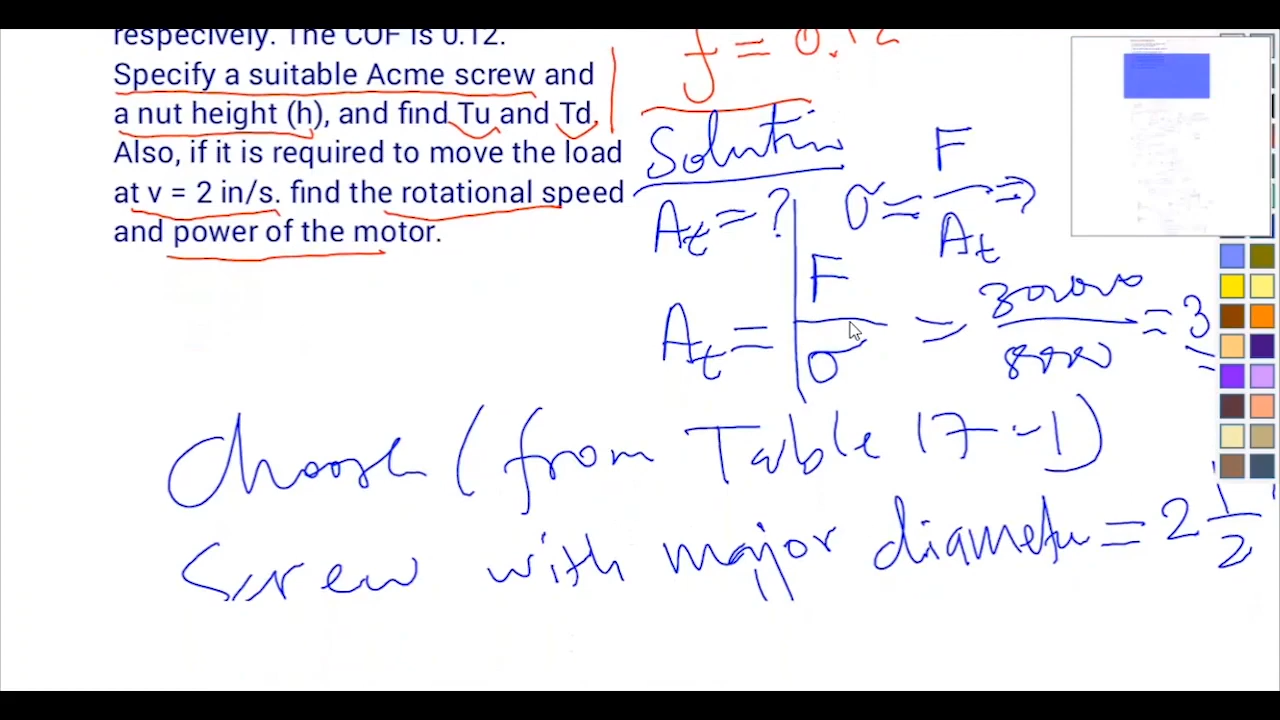 respecively. The COF is 0.12.
Specify a suitable Acme screw and
a nut height (h), and find Tu and Td.
Also, if it is required to move the load
at v = 2 in/s. find the rotational speed
and power of the motor.
f = 0.12
Solution
At = ? σ = F / At ⇒
At = F / σ = 30000 / 8000 = 3
Choose (from Table 17-1)
Screw with major diameter = 2 1/2"